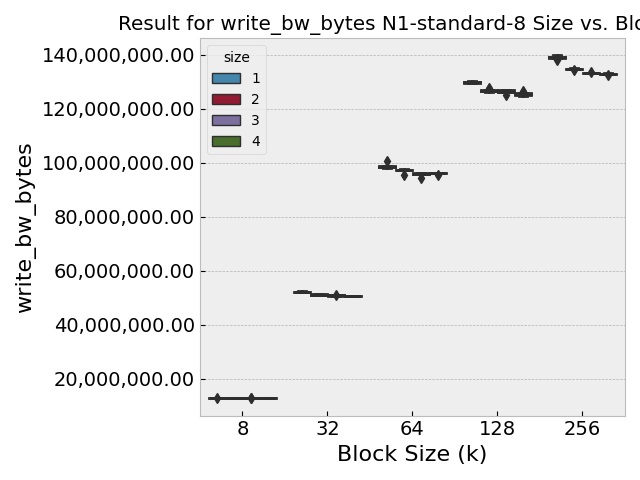 Result for write_bw_bytes N1-standard-8 Size vs. Blo
140,000,000.00
120,000,000.00
100,000,000.00
80,000,000.00
60,000,000.00
40,000,000.00
20,000,000.00
write_bw_bytes
size
1
2
3
4
8 32 64 128 256
Block Size (k)